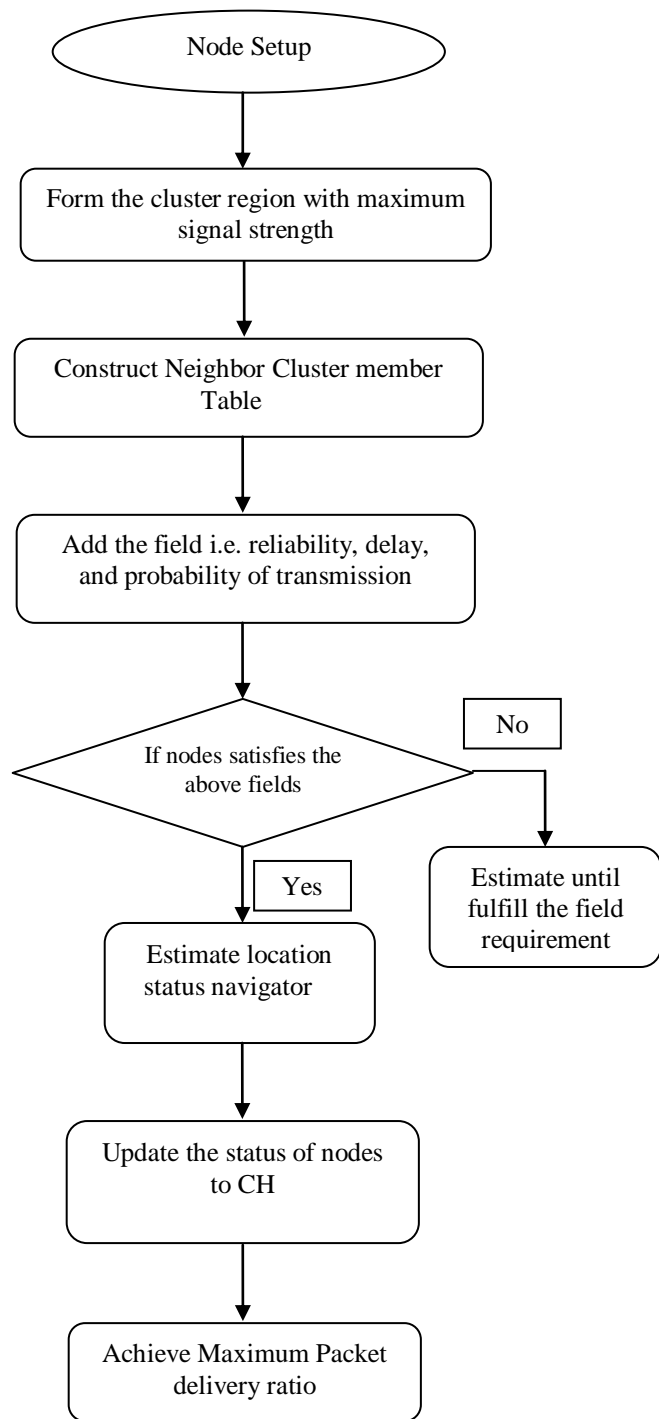 Node Setup
Form the cluster region with maximum
signal strength
Construct Neighbor Cluster member
Table
Add the field i.e. reliability, delay,
and probability of transmission
No
If nodes satisfies the
above fields
Yes
Estimate until
fulfill the field
requirement
Estimate location
status navigator
Update the status of nodes
to CH
Achieve Maximum Packet
delivery ratio